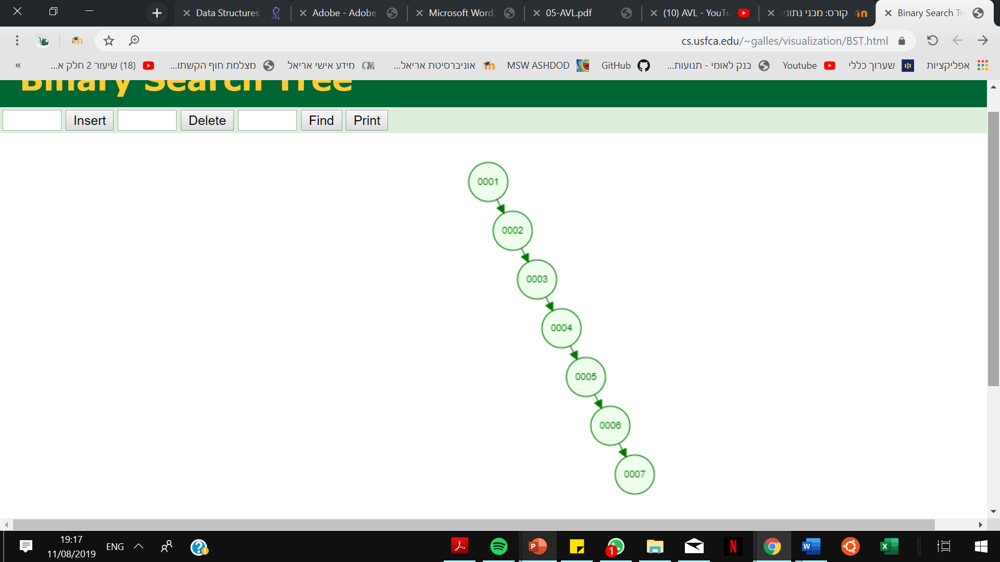 Data Structures
Adobe - Adobe
Microsoft Word
05-AVL.pdf
(10) AVL - YouTu
קורס: מבני נתוני
Binary Search Tr
cs.usfca.edu/~galles/visualization/BST.html
אפליקציות
שערוך כללי
Youtube
בנק לאומי - תנועות...
GitHub
MSW ASHDOD
אוניברסיטת אריאל...
מידע אישי אריאל
מצלמת חוף הקשתו...
(18) שיעור 2 חלק א...
«
Binary Search Tree
Insert Delete Find Print
0001
0002
0003
0004
0005
0006
0007
19:17
11/08/2019
ENG
1